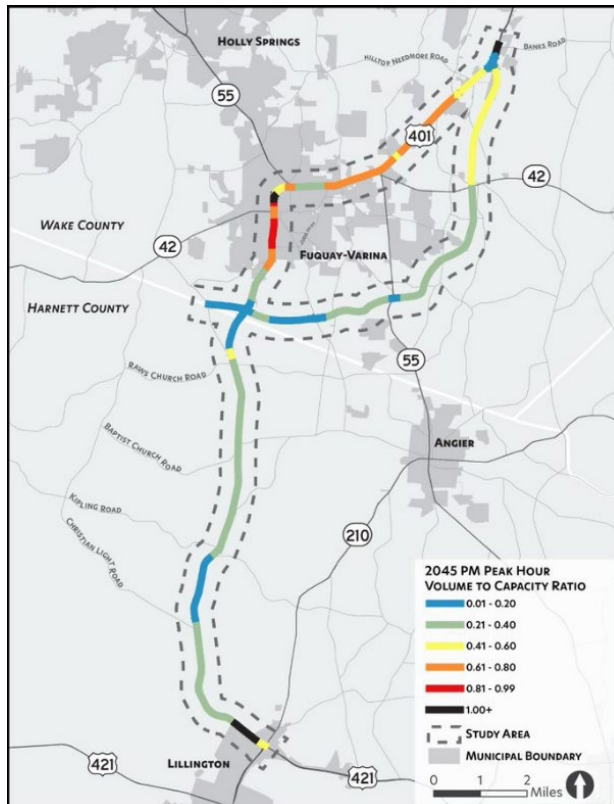 HOLLY SPRINGS
HILLTOP NEEDMORE ROAD
BANKS ROAD
55
401
42
WAKE COUNTY
42
FUQUAY-VARINA
HARNETT COUNTY
55
RAWLS CHURCH ROAD
ANGIER
BAPTIST CHURCH ROAD
KIPLING ROAD
CHRISTIAN LIGHT ROAD
210
2045 PM PEAK HOUR
VOLUME TO CAPACITY RATIO
0.01 - 0.20
0.21 - 0.40
0.41 - 0.60
0.61 - 0.80
0.81 - 0.99
1.00+
STUDY AREA
MUNICIPAL BOUNDARY
LILLINGTON
421
421
0 1 2
MILES